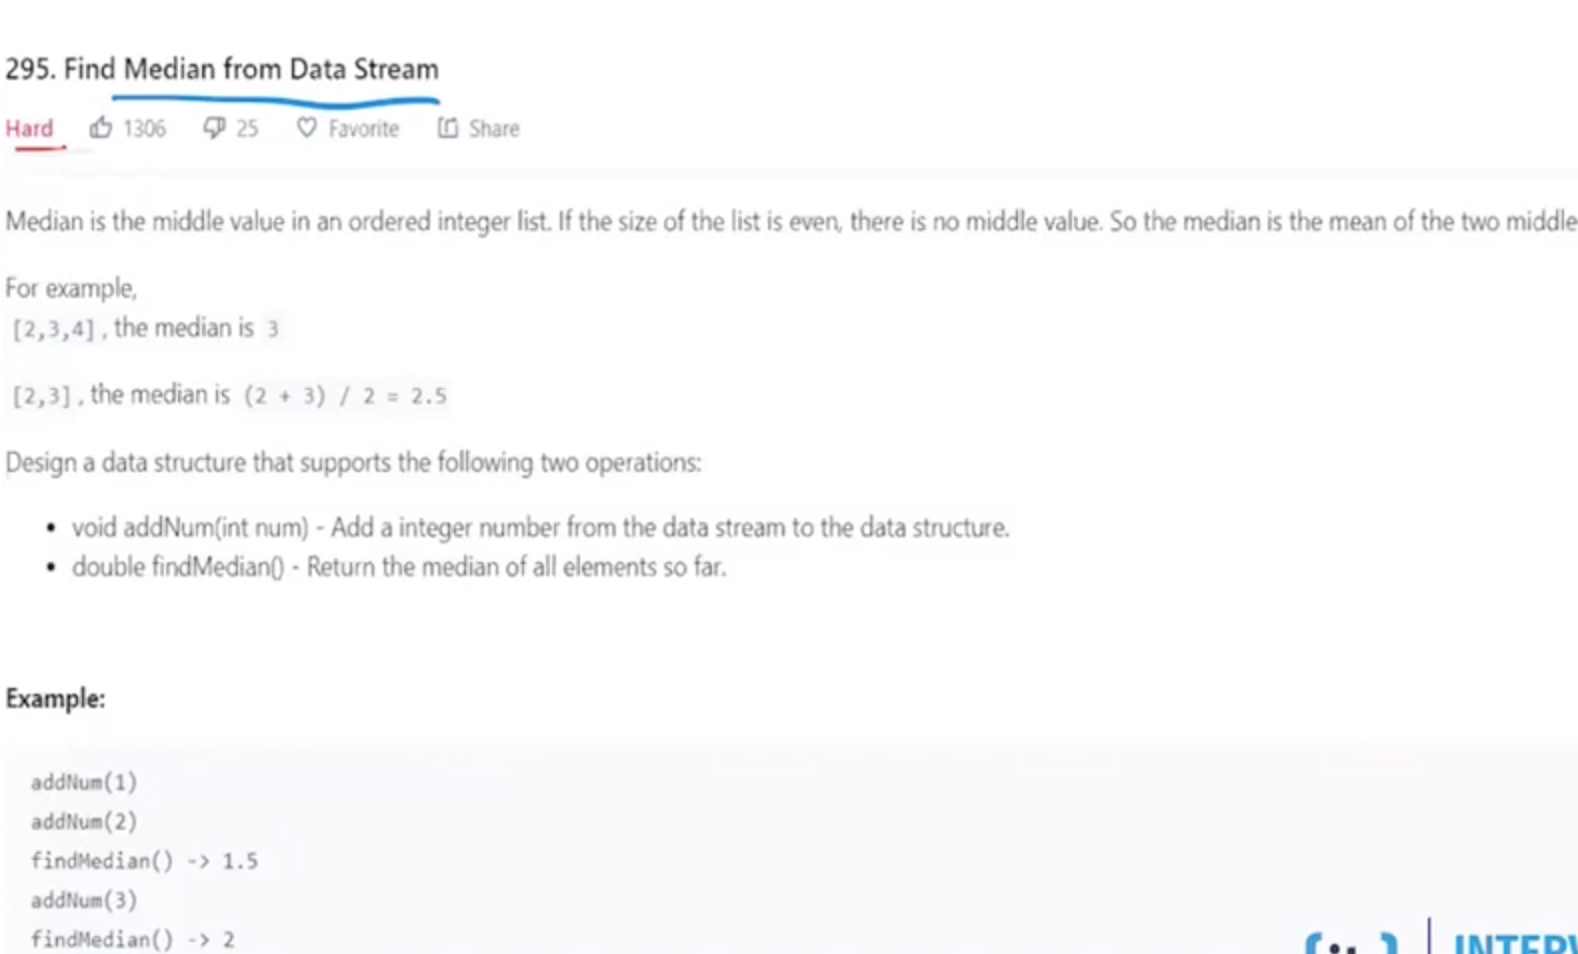 295. Find Median from Data Stream
Hard 1306 25 Favorite Share
Median is the middle value in an ordered integer list. If the size of the list is even, there is no middle value. So the median is the mean of the two middle
For example,
[2,3,4] , the median is 3
[2,3] , the median is (2 + 3) / 2 = 2.5
Design a data structure that supports the following two operations:
• void addNum(int num) - Add a integer number from the data stream to the data structure.
• double findMedian() - Return the median of all elements so far.
Example:
addNum(1)
addNum(2)
findMedian() -> 1.5
addNum(3)
findMedian() -> 2